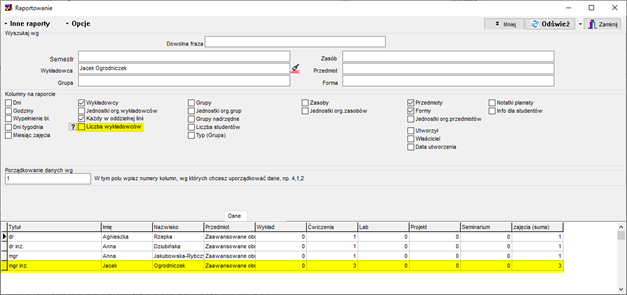 Raportowanie
Inne raporty Opcje Mniej Odśwież Zamknij
Wyszukaj wg
Dowolna fraza
Semestr Zasób
Wykładowca Jacek Ogrodniczek Przedmiot
Grupa Forma
Kolumny na raporcie
Dni Wykładowcy Grupy Zasoby Przedmioty Notatki planisty
Godziny Jednostki org.wykładowców Jednostki org.grup Jednostki org.zasobów Formy Info dla studentów
Wypełnienie bl. Każdy w oddzielnej linii Grupy nadrzędne Jednostki org.przedmiotów
Dni tygodnia ? Liczba wykładowców Liczba studentów Utworzył
Miesiąc zajęcia Typ (Grupa) Właściciel
Data utworzenia
Porządkowanie danych wg
1 W tym polu wpisz numery kolumn, wg których chcesz uporządkować dane, np. 4,1,2
Dane
Tytuł Imię Nazwisko Przedmiot Wykład Ćwiczenia Lab Projekt Seminarium zajęcia (suma)
dr Agnieszka Rzepka Zaawansowane obs 0 1 0 0 0 1
dr inż. Anna Dziubińska Zaawansowane obs 0 1 0 0 0 1
mgr Anna Jakubowska-Rybczy Zaawansowane obs 0 1 0 0 0 1
mgr inż. Jacek Ogrodniczek Zaawansowane obs 0 3 0 0 0 3